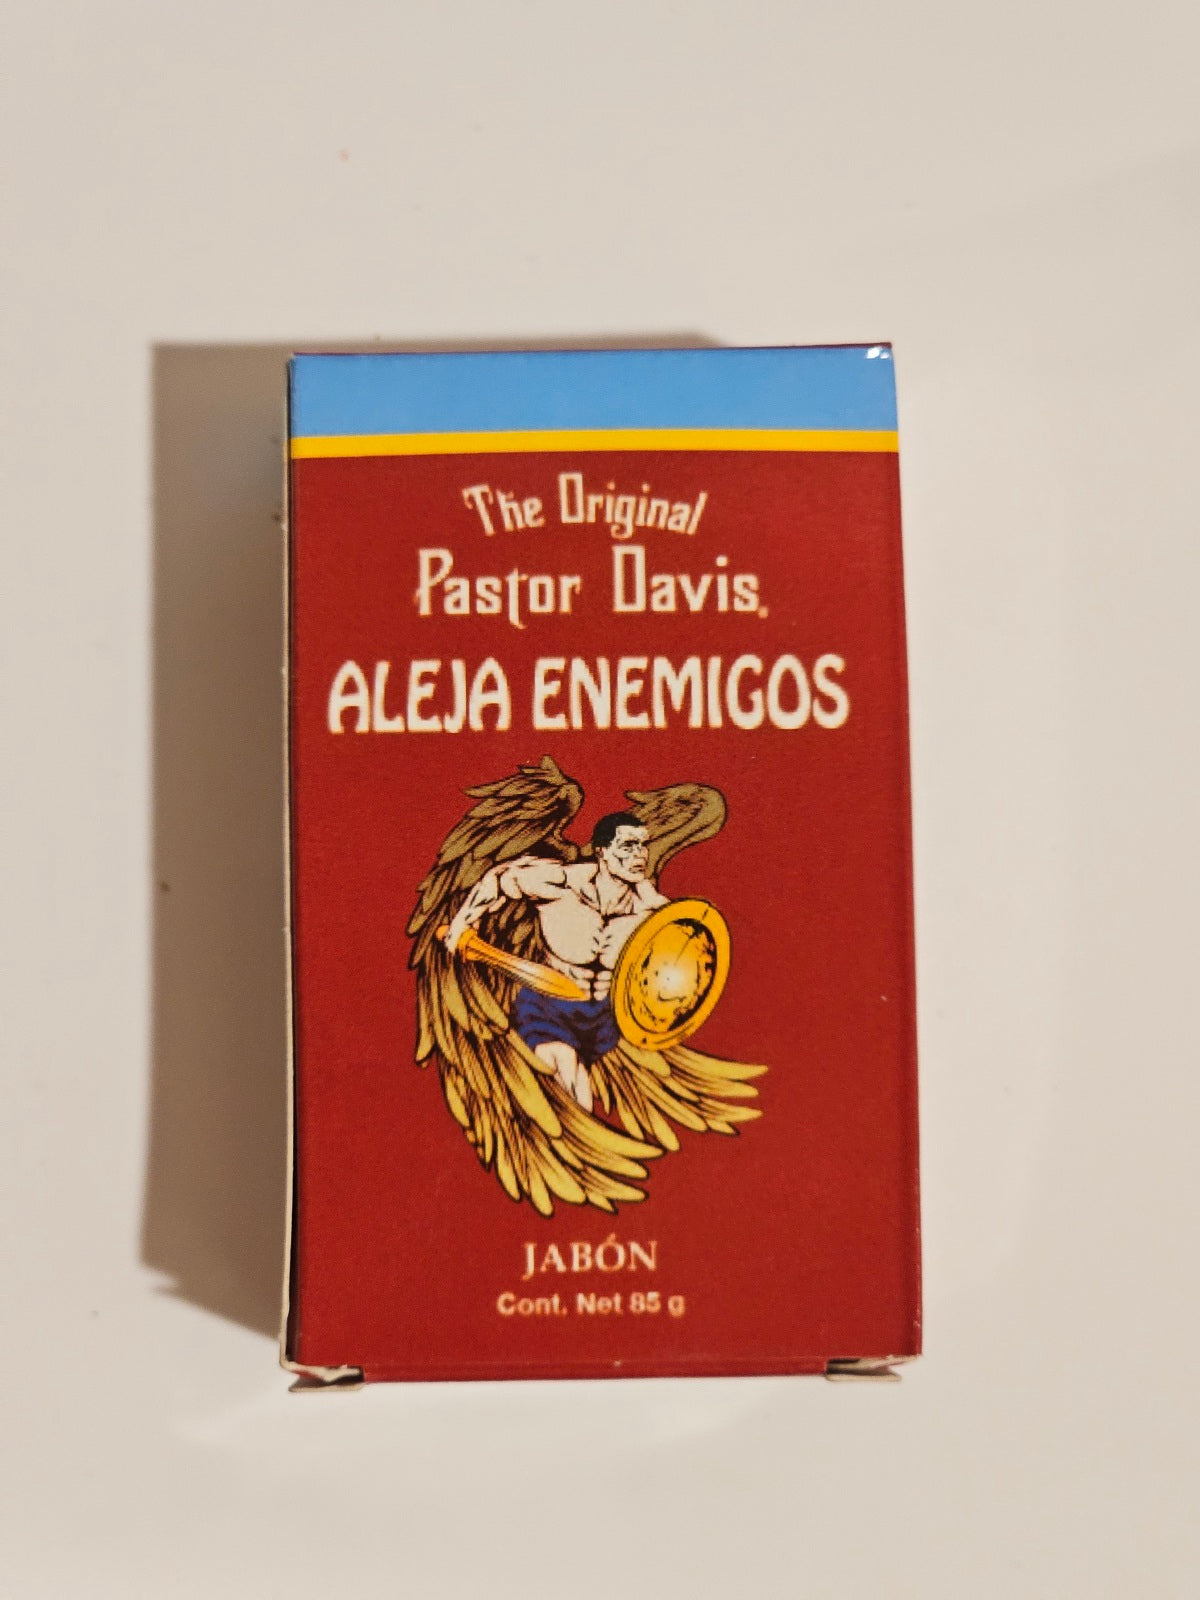 The Original
Pastor Davis.
ALEJA ENEMIGOS
JABÓN
Cont. Net 85 g